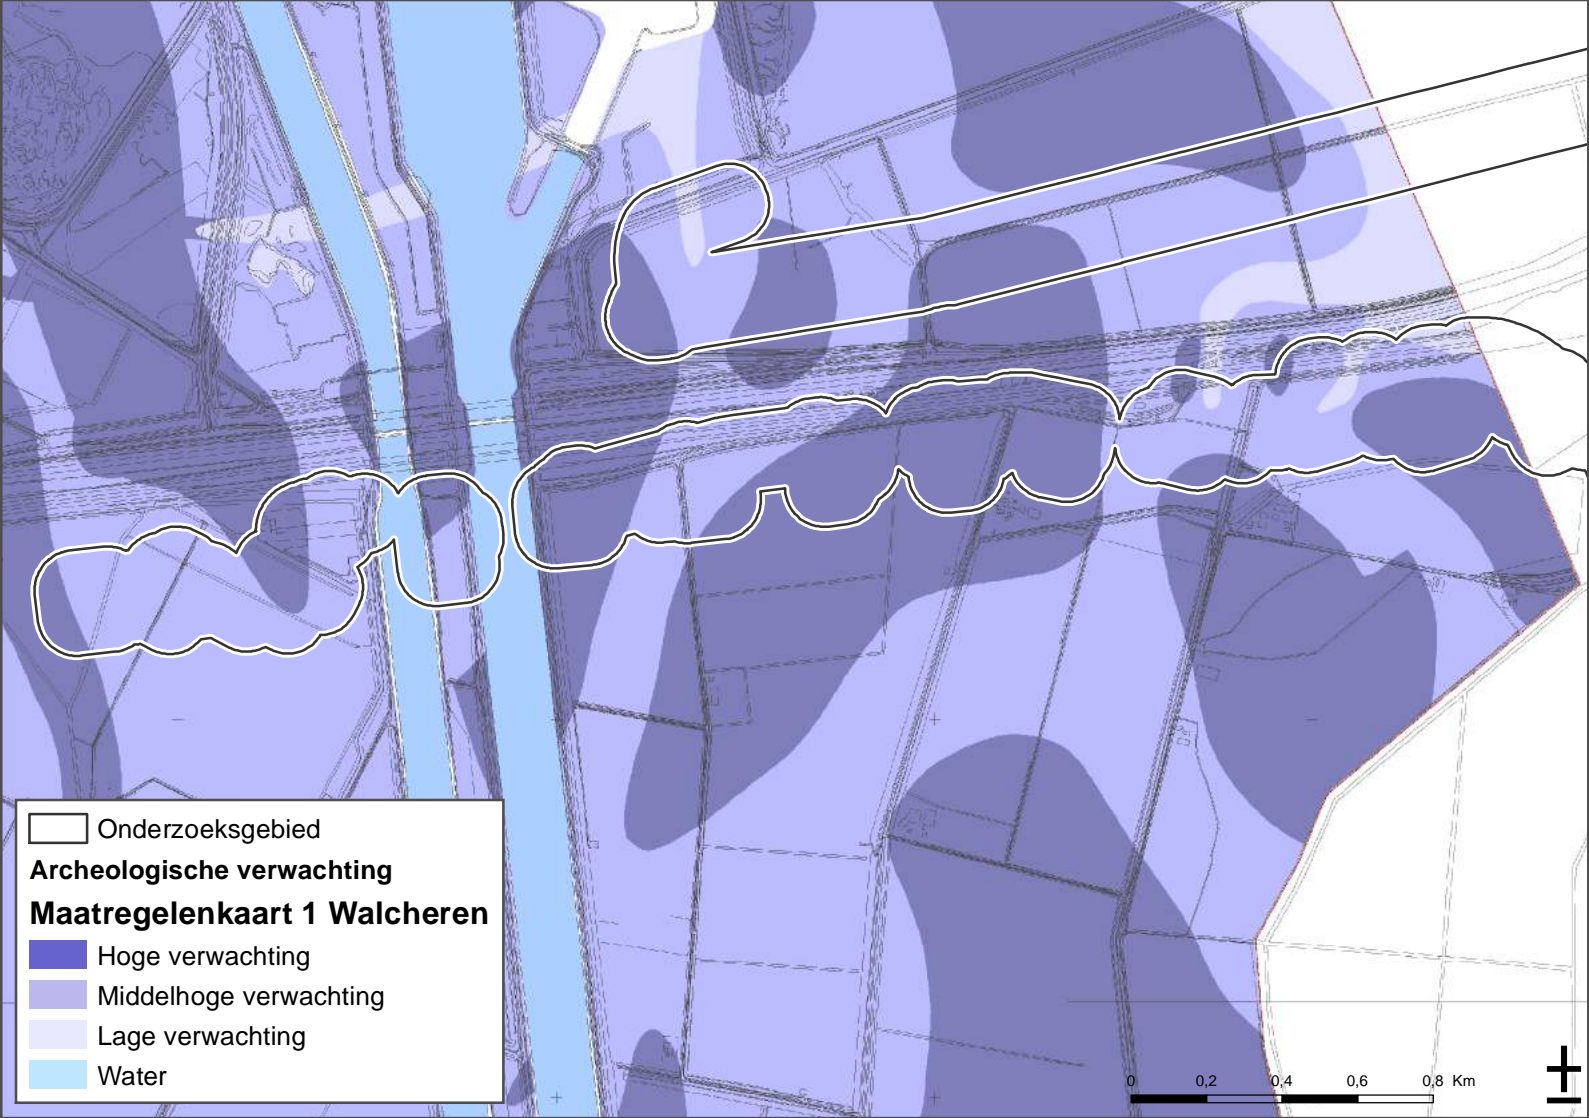 Onderzoeksgebied
Archeologische verwachting
Maatregelenkaart 1 Walcheren
Hoge verwachting
Middelhoge verwachting
Lage verwachting
Water
0 0,2 0,4 0,6 0,8 Km